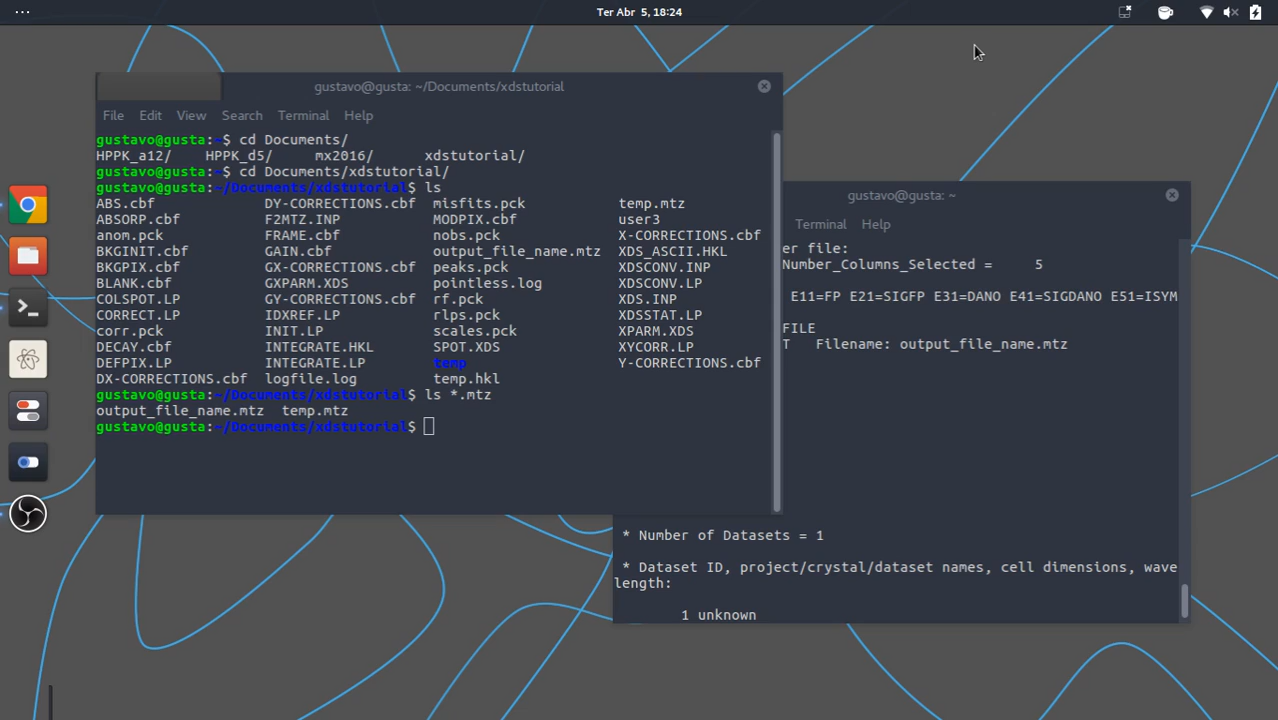 Ter Abr 5, 18:24
gustavo@gusta: ~/Documents/xdstutorial
File Edit View Search Terminal Help
gustavo@gusta:~$ cd Documents/
HPPK_a12/ HPPK_d5/ mx2016/ xdstutorial/
gustavo@gusta:~$ cd Documents/xdstutorial/
gustavo@gusta:~/Documents/xdstutorial$ ls
ABS.cbf DY-CORRECTIONS.cbf misfits.pck temp.mtz
ABSORP.cbf F2MTZ.INP MODPIX.cbf user3
anom.pck FRAME.cbf nobs.pck X-CORRECTIONS.cbf
BKGINIT.cbf GAIN.cbf output_file_name.mtz XDS_ASCII.HKL
BKGPIX.cbf GX-CORRECTIONS.cbf peaks.pck XDSCONV.INP
BLANK.cbf GXPARM.XDS pointless.log XDSCONV.LP
COLSPOT.LP GY-CORRECTIONS.cbf rf.pck XDS.INP
CORRECT.LP IDXREF.LP rlps.pck XDSSTAT.LP
corr.pck INIT.LP scales.pck XPARM.XDS
DECAY.cbf INTEGRATE.HKL SPOT.XDS XYCORR.LP
DEFPIX.LP INTEGRATE.LP temp Y-CORRECTIONS.cbf
DX-CORRECTIONS.cbf logfile.log temp.hkl
gustavo@gusta:~/Documents/xdstutorial$ ls *.mtz
output_file_name.mtz temp.mtz
gustavo@gusta:~/Documents/xdstutorial$
gustavo@gusta: ~
Terminal Help
er file:
Number_Columns_Selected = 5
E11=FP E21=SIGFP E31=DANO E41=SIGDANO E51=ISYM
FILE
T Filename: output_file_name.mtz
* Number of Datasets = 1
* Dataset ID, project/crystal/dataset names, cell dimensions, wave
length:
1 unknown